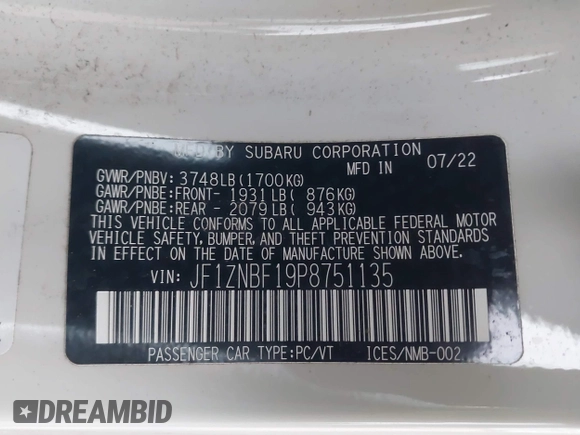 MFD BY SUBARU CORPORATION
MFD IN 07/22
GVWR/PNBV: 3748LB(1700KG)
GAWR/PNBE:FRONT- 1931LB( 876KG)
GAWR/PNBE:REAR - 2079LB( 943KG)
THIS VEHICLE CONFORMS TO ALL APPLICABLE FEDERAL MOTOR
VEHICLE SAFETY, BUMPER, AND THEFT PREVENTION STANDARDS
IN EFFECT ON THE DATE OF MANUFACTURE SHOWN ABOVE.
VIN: JF1ZNBF19P8751135
PASSENGER CAR TYPE:PC/VT ICES/NMB-002
DREAMBID